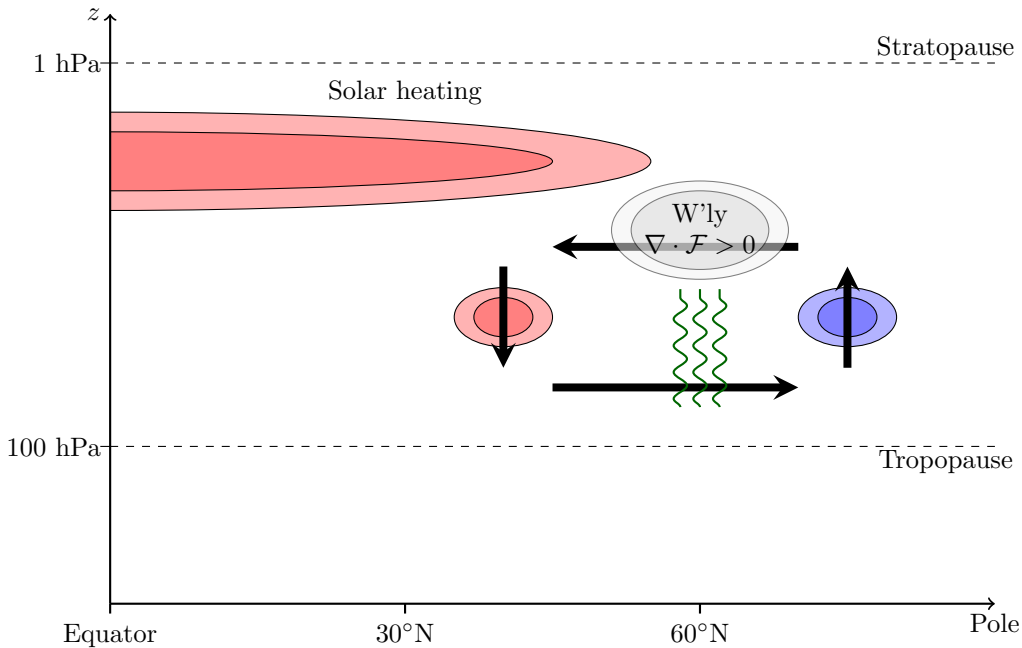 z
Stratopause
1 hPa
Solar heating
W'ly
∇ · ℱ > 0
100 hPa
Tropopause
Equator
30°N
60°N
Pole